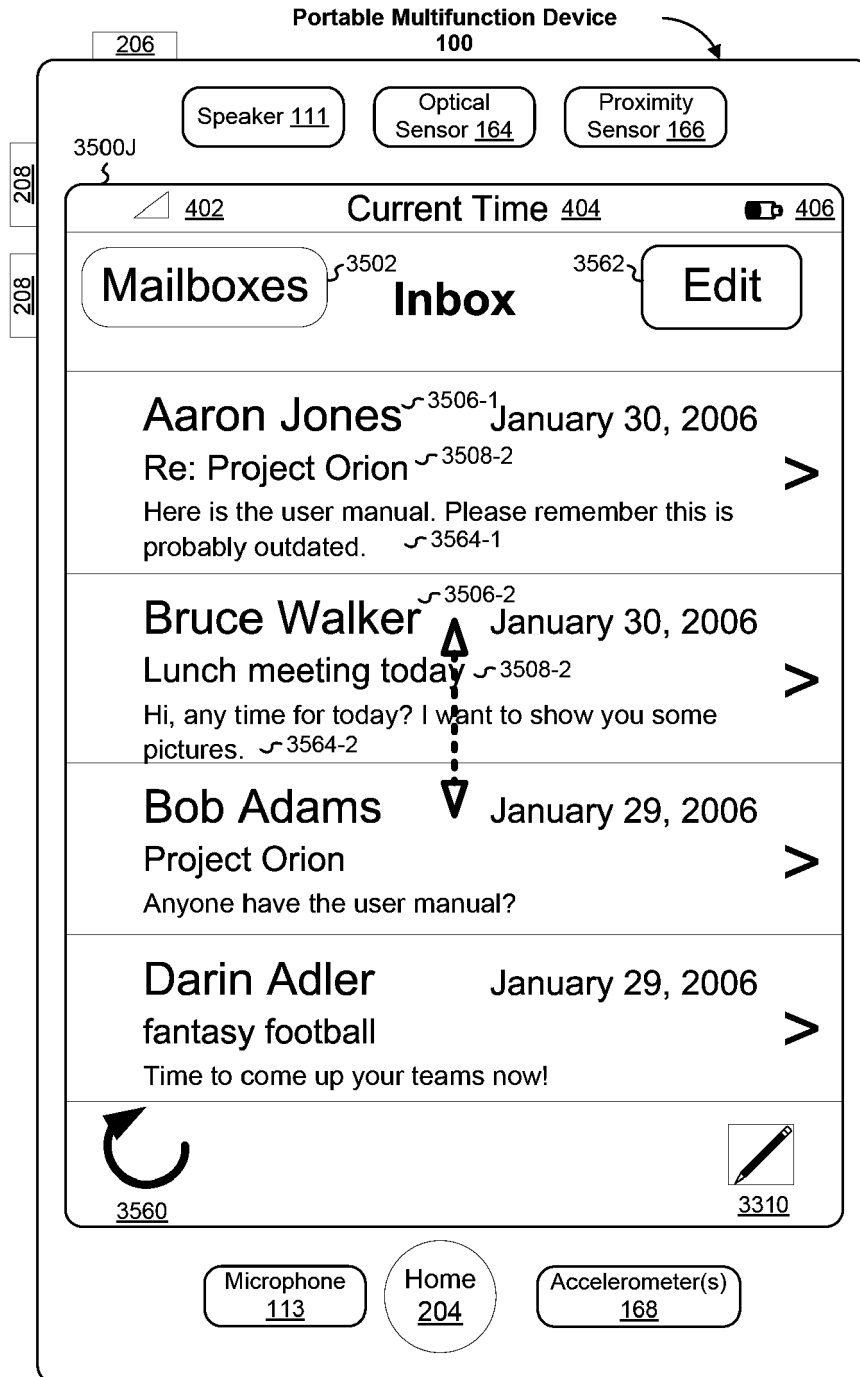 Portable Multifunction Device
100
206
Speaker 111
Optical
Sensor 164
Proximity
Sensor 166
3500J
208
208
402
Current Time 404
406
Mailboxes
3502
Inbox
3562
Edit
Aaron Jones
3506-1
January 30, 2006
Re: Project Orion
3508-2
>
Here is the user manual. Please remember this is
probably outdated.
3564-1
Bruce Walker
3506-2
January 30, 2006
Lunch meeting today
3508-2
>
Hi, any time for today? I want to show you some
pictures.
3564-2
Bob Adams
January 29, 2006
Project Orion
>
Anyone have the user manual?
Darin Adler
January 29, 2006
fantasy football
>
Time to come up your teams now!
3560
3310
Microphone
113
Home
204
Accelerometer(s)
168